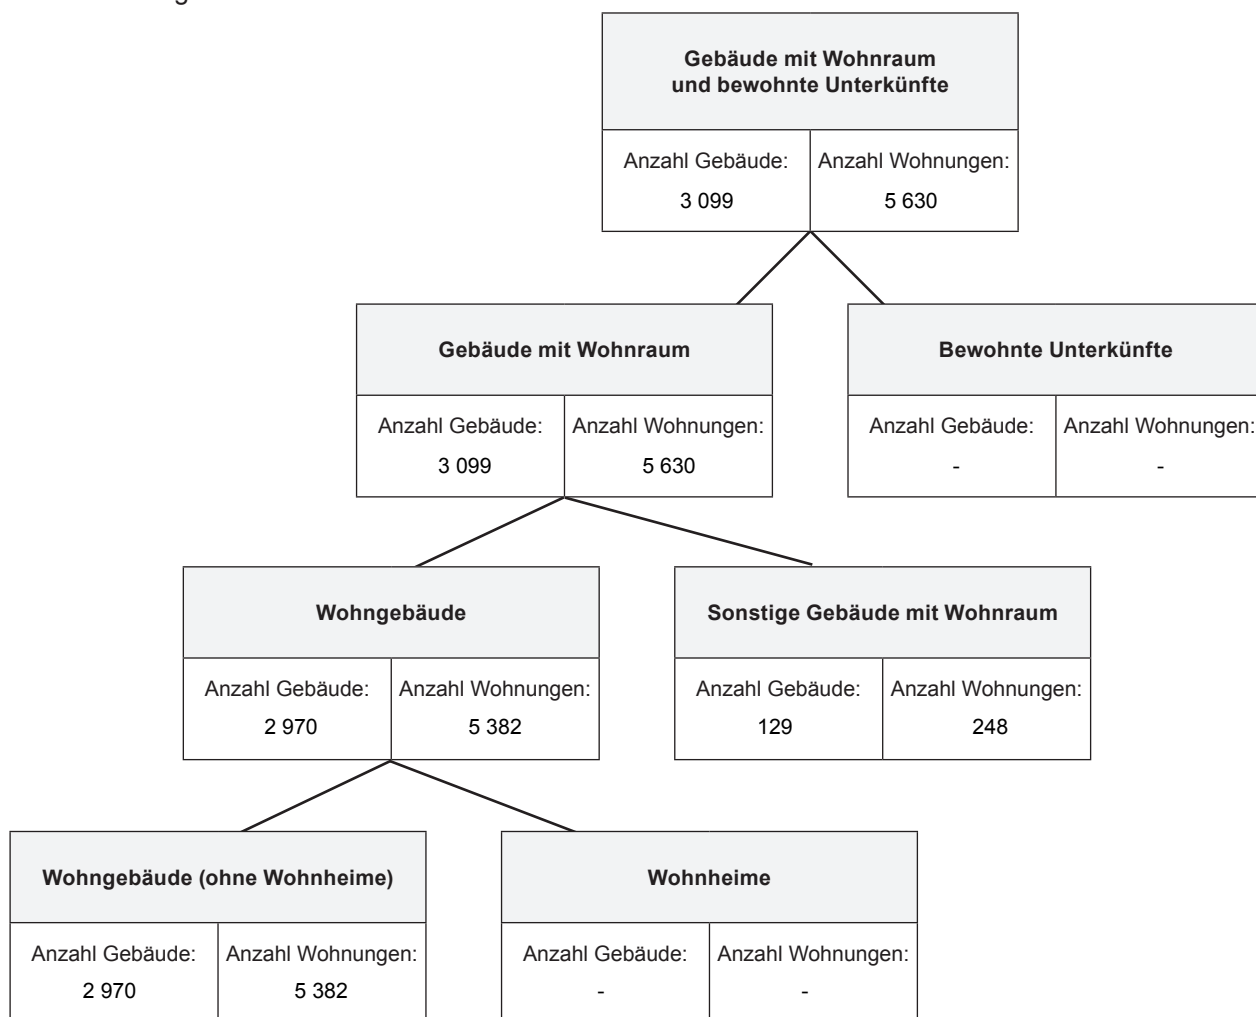 Gebäude mit Wohnraum
und bewohnte Unterkünfte
Anzahl Gebäude: Anzahl Wohnungen:
3 099 5 630
Gebäude mit Wohnraum
Anzahl Gebäude: Anzahl Wohnungen:
3 099 5 630
Bewohnte Unterkünfte
Anzahl Gebäude: Anzahl Wohnungen:
- -
Wohngebäude
Anzahl Gebäude: Anzahl Wohnungen:
2 970 5 382
Sonstige Gebäude mit Wohnraum
Anzahl Gebäude: Anzahl Wohnungen:
129 248
Wohngebäude (ohne Wohnheime)
Anzahl Gebäude: Anzahl Wohnungen:
2 970 5 382
Wohnheime
Anzahl Gebäude: Anzahl Wohnungen:
- -